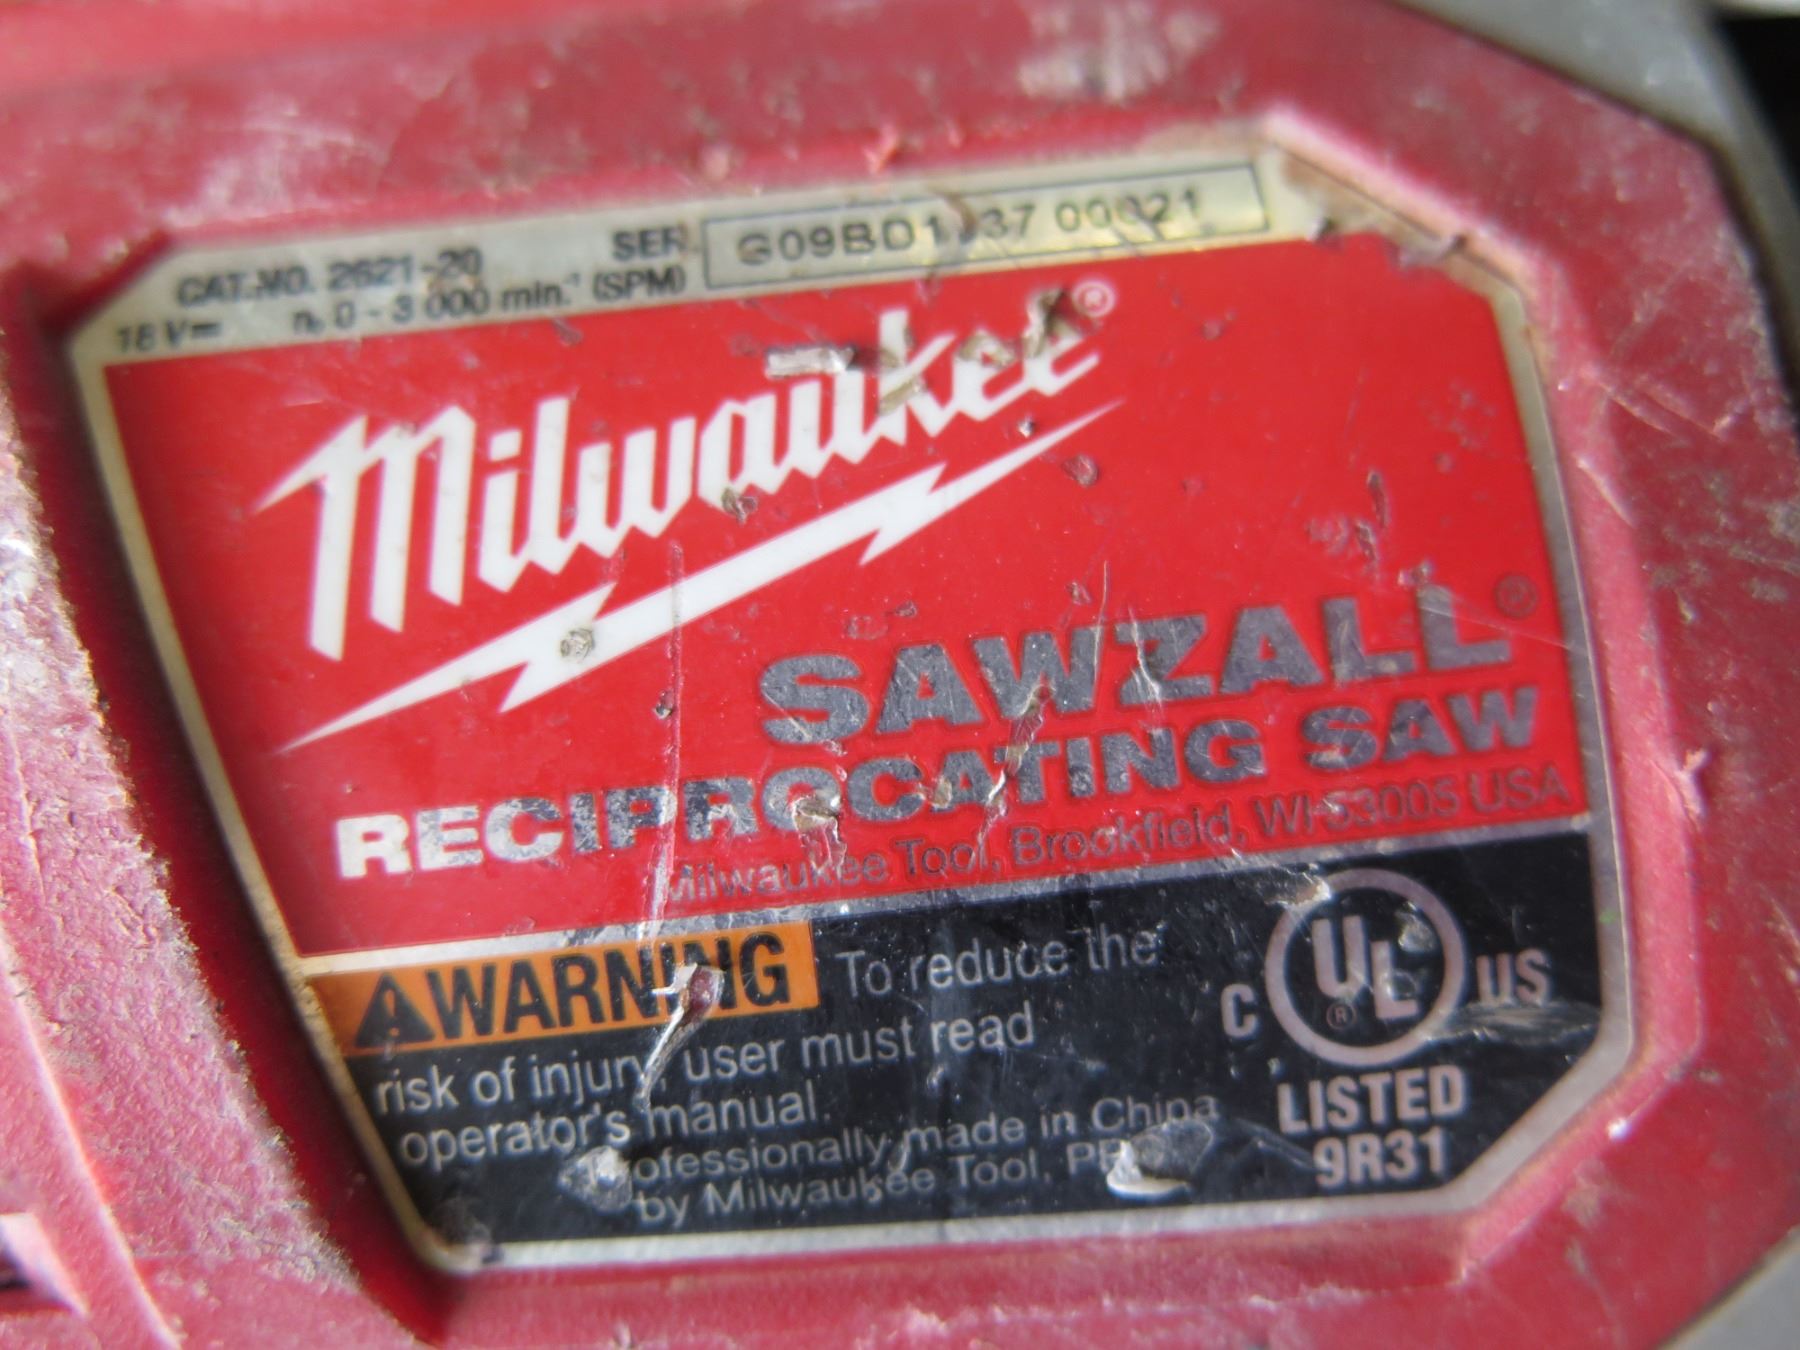 CAT.NO. 2621-20 SER
18 V⎓ n₀ 0 - 3 000 min.⁻¹ (SPM)
Milwaukee®
SAWZALL®
RECIPROCATING SAW
Milwaukee Tool, Brookfield, WI 53005 USA
⚠WARNING To reduce the
risk of injury, user must read
operator's manual.
Professionally made in China
by Milwaukee Tool,
C UL® US
LISTED
9R31